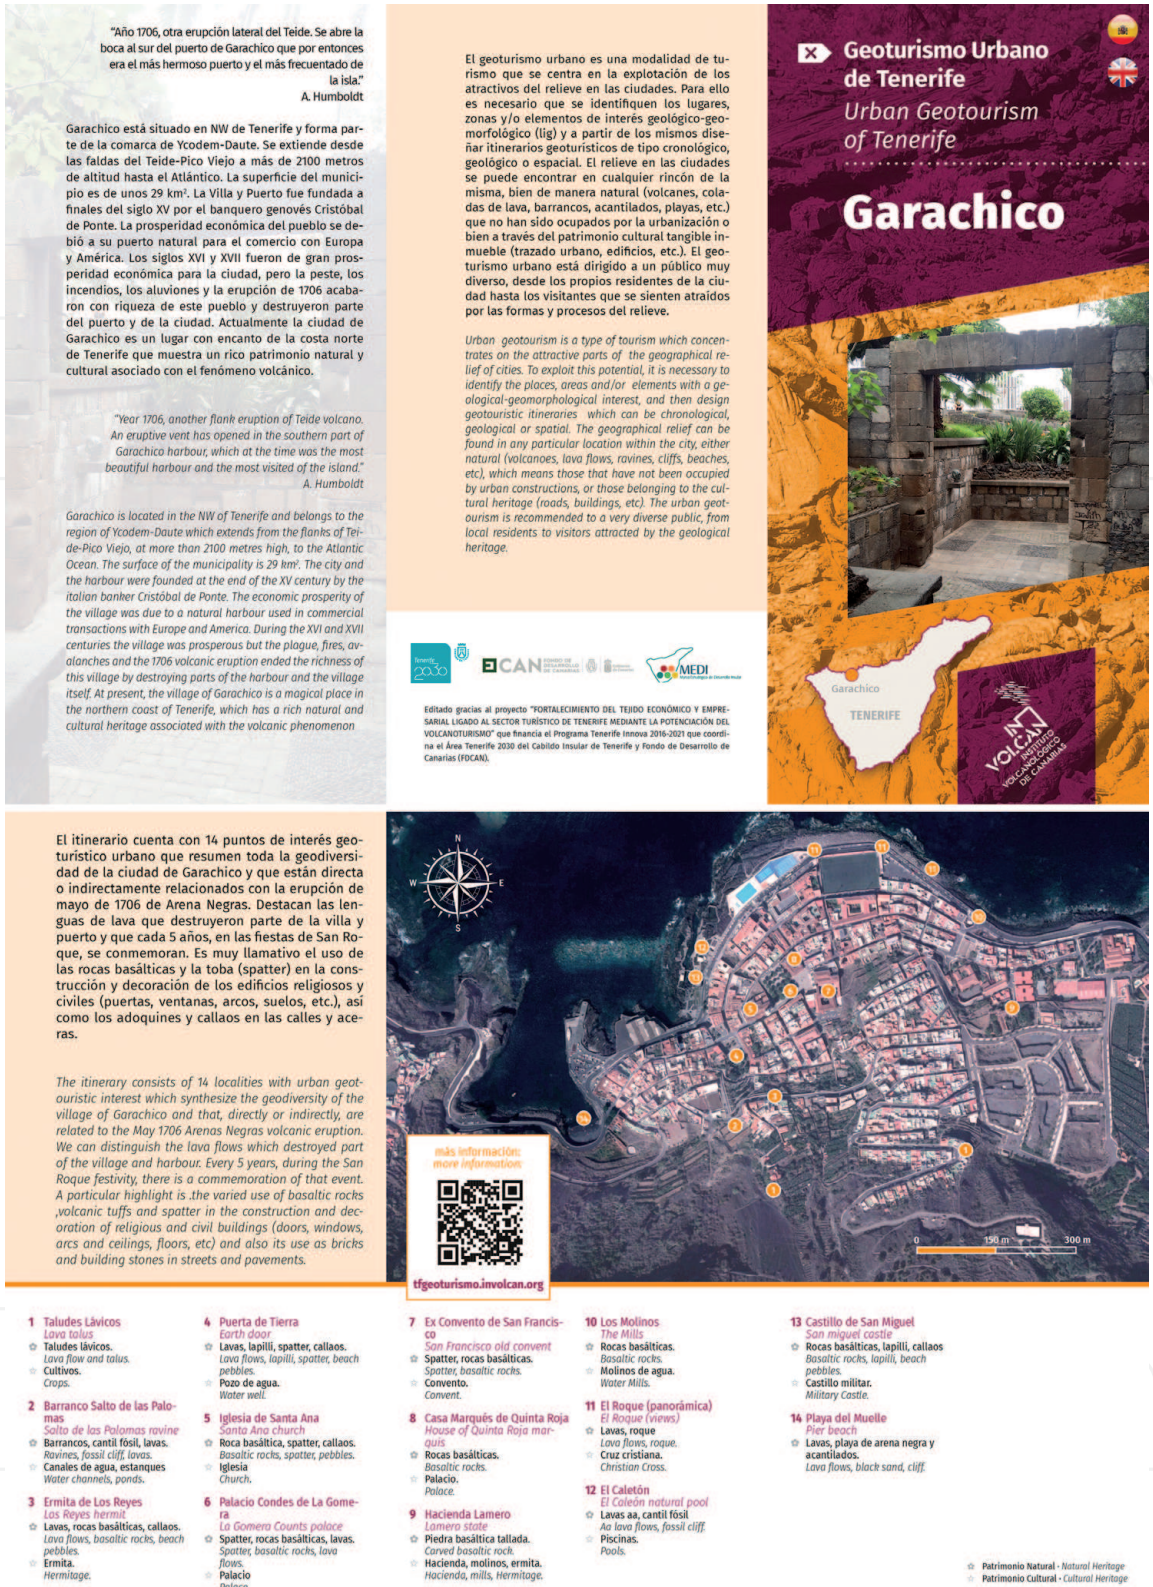 "Año 1706, otra erupción lateral del Teide. Se abre la
boca al sur del puerto de Garachico que por entonces
era el más hermoso puerto y el más frecuentado de
la isla."
A. Humboldt
Garachico está situado en NW de Tenerife y forma par-
te de la comarca de Ycodem-Daute. Se extiende desde
las faldas del Teide-Pico Viejo a más de 2100 metros
de altitud hasta el Atlántico. La superficie del munici-
pio es de unos 29 km². La Villa y Puerto fue fundada a
finales del siglo XV por el banquero genovés Cristóbal
de Ponte. La prosperidad económica del pueblo se de-
bió a su puerto natural para el comercio con Europa
y América. Los siglos XVI y XVII fueron de gran pros-
peridad económica para la ciudad, pero la peste, los
incendios, los aluviones y la erupción de 1706 acaba-
ron con riqueza de este pueblo y destruyeron parte
del puerto y de la ciudad. Actualmente la ciudad de
Garachico es un lugar con encanto de la costa norte
de Tenerife que muestra un rico patrimonio natural y
cultural asociado con el fenómeno volcánico.
"Year 1706, another flank eruption of Teide volcano.
An eruptive vent has opened in the southern part of
Garachico harbour, which at the time was the most
beautiful harbour and the most visited of the island."
A. Humboldt
Garachico is located in the NW of Tenerife and belongs to the
region of Ycodem-Daute which extends from the flanks of Tei-
de-Pico Viejo, at more than 2100 metres high, to the Atlantic
Ocean. The surface of the municipality is 29 km². The city and
the harbour were founded at the end of the XV century by the
italian banker Cristóbal de Ponte. The economic prosperity of
the village was due to a natural harbour used in commercial
transactions with Europe and America. During the XVI and XVII
centuries the village was prosperous but the plague, fires, av-
alanches and the 1706 volcanic eruption ended the richness of
this village by destroying parts of the harbour and the village
itself. At present, the village of Garachico is a magical place in
the northern coast of Tenerife, which has a rich natural and
cultural heritage associated with the volcanic phenomenon
El geoturismo urbano es una modalidad de tu-
rismo que se centra en la explotación de los
atractivos del relieve en las ciudades. Para ello
es necesario que se identifiquen los lugares,
zonas y/o elementos de interés geológico-geo-
morfológico (lig) y a partir de los mismos dise-
ñar itinerarios geoturísticos de tipo cronológico,
geológico o espacial. El relieve en las ciudades
se puede encontrar en cualquier rincón de la
misma, bien de manera natural (volcanes, cola-
das de lava, barrancos, acantilados, playas, etc.)
que no han sido ocupados por la urbanización o
bien a través del patrimonio cultural tangible in-
mueble (trazado urbano, edificios, etc.). El geo-
turismo urbano está dirigido a un público muy
diverso, desde los propios residentes de la ciu-
dad hasta los visitantes que se sienten atraídos
por las formas y procesos del relieve.
Urban geotourism is a type of tourism which concen-
trates on the attractive parts of the geographical re-
lief of cities. To exploit this potential, it is necessary to
identify the places, areas and/or elements with a ge-
ological-geomorphological interest, and then design
geotouristic itineraries which can be chronological,
geological or spatial. The geographical relief can be
found in any particular location within the city, either
natural (volcanoes, lava flows, ravines, cliffs, beaches,
etc), which means those that have not been occupied
by urban constructions, or those belonging to the cul-
tural heritage (roads, buildings, etc). The urban geot-
ourism is recommended to a very diverse public, from
local residents to visitors attracted by the geological
heritage.
Tenerife
2030
CAN FONDO DE
DESARROLLO
DE CANARIAS
MEDI
Editado gracias al proyecto "FORTALECIMIENTO DEL TEJIDO ECONÓMICO Y EMPRE-
SARIAL LIGADO AL SECTOR TURÍSTICO DE TENERIFE MEDIANTE LA POTENCIACIÓN DEL
VOLCANOTURISMO" que financia el Programa Tenerife Innova 2016-2021 que coordi-
na el Área Tenerife 2030 del Cabildo Insular de Tenerife y Fondo de Desarrollo de
Canarias (FDCAN).
Geoturismo Urbano
de Tenerife
Urban Geotourism
of Tenerife
Garachico
Garachico
TENERIFE
IN
VOLCAN
INSTITUTO
VOLCANOLÓGICO
DE CANARIAS
El itinerario cuenta con 14 puntos de interés geo-
turístico urbano que resumen toda la geodiversi-
dad de la ciudad de Garachico y que están directa
o indirectamente relacionados con la erupción de
mayo de 1706 de Arena Negras. Destacan las len-
guas de lava que destruyeron parte de la villa y
puerto y que cada 5 años, en las fiestas de San Ro-
que, se conmemoran. Es muy llamativo el uso de
las rocas basálticas y la toba (spatter) en la cons-
trucción y decoración de los edificios religiosos y
civiles (puertas, ventanas, arcos, suelos, etc.), así
como los adoquines y callaos en las calles y ace-
ras.
The itinerary consists of 14 localities with urban geot-
ouristic interest which synthesize the geodiversity of the
village of Garachico and that, directly or indirectly, are
related to the May 1706 Arenas Negras volcanic eruption.
We can distinguish the lava flows which destroyed part
of the village and harbour. Every 5 years, during the San
Roque festivity, there is a commemoration of that event.
A particular highlight is .the varied use of basaltic rocks
,volcanic tuffs and spatter in the construction and dec-
oration of religious and civil buildings (doors, windows,
arcs and ceilings, floors, etc) and also its use as bricks
and building stones in streets and pavements.
N
W E
S
11
11
11
10
12
13
8
6
7
5
9
4
3
2
14
1
1
0 150 m 300 m
más información:
more information:
tfgeoturismo.involcan.org
1 Taludes Lávicos
Lava talus
Taludes lávicos.
Lava flow and talus.
Cultivos.
Crops.
2 Barranco Salto de las Palo-
mas
Salto de las Palomas ravine
Barrancos, cantil fósil, lavas.
Ravines, fossil cliff, lavas.
Canales de agua, estanques
Water channels, ponds.
3 Ermita de Los Reyes
Los Reyes hermit
Lavas, rocas basálticas, callaos.
Lava flows, basaltic rocks, beach
pebbles.
Ermita.
Hermitage.
4 Puerta de Tierra
Earth door
Lavas, lapilli, spatter, callaos.
Lava flows, lapilli, spatter, beach
pebbles.
Pozo de agua.
Water well.
5 Iglesia de Santa Ana
Santa Ana church
Roca basáltica, spatter, callaos.
Basaltic rocks, spatter, pebbles.
Iglesia
Church.
6 Palacio Condes de La Gome-
ra
La Gomera Counts palace
Spatter, rocas basálticas, lavas.
Spatter, basaltic rocks, lava
flows.
Palacio
Palace.
7 Ex Convento de San Francis-
co
San Francisco old convent
Spatter, rocas basálticas.
Spatter, basaltic rocks.
Convento.
Convent.
8 Casa Marqués de Quinta Roja
House of Quinta Roja mar-
quis
Rocas basálticas.
Basaltic rocks.
Palacio.
Palace.
9 Hacienda Lamero
Lamero state
Piedra basáltica tallada.
Carved basaltic rock.
Hacienda, molinos, ermita.
Hacienda, mills, Hermitage.
10 Los Molinos
The Mills
Rocas basálticas.
Basaltic rocks.
Molinos de agua.
Water Mills.
11 El Roque (panorámica)
El Roque (views)
Lavas, roque
Lava flows, roque.
Cruz cristiana.
Christian Cross.
12 El Caletón
El Caleón natural pool
Lavas aa, cantil fósil
Aa lava flows, fossil cliff.
Piscinas.
Pools.
13 Castillo de San Miguel
San miguel castle
Rocas basálticas, lapilli, callaos
Basaltic rocks, lapilli, beach
pebbles.
Castillo militar.
Military Castle.
14 Playa del Muelle
Pier beach
Lavas, playa de arena negra y
acantilados.
Lava flows, black sand, cliff.
Patrimonio Natural · Natural Heritage
Patrimonio Cultural · Cultural Heritage